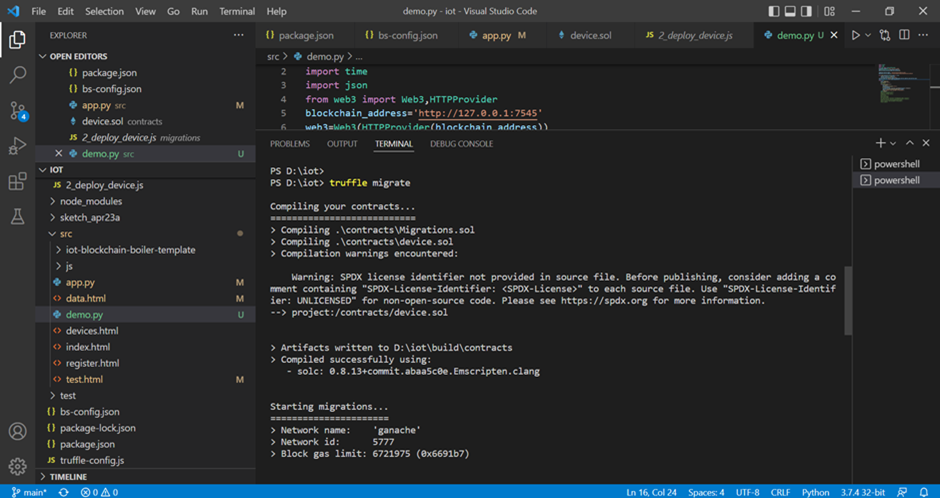 File Edit Selection View Go Run Terminal Help demo.py - iot - Visual Studio Code
EXPLORER
package.json bs-config.json app.py M device.sol 2_deploy_device.js demo.py U
OPEN EDITORS
package.json
bs-config.json
app.py src M
device.sol contracts
2_deploy_device.js migrations
demo.py src U
IOT
2_deploy_device.js
node_modules
sketch_apr23a
src
iot-blockchain-boiler-template
js
app.py M
data.html M
demo.py U
devices.html
index.html
register.html
test.html M
test
bs-config.json
package-lock.json
package.json
truffle-config.js
TIMELINE
src > demo.py > ...
2 import time
3 import json
4 from web3 import Web3,HTTPProvider
5 blockchain_address='http://127.0.0.1:7545'
6 web3=Web3(HTTPProvider(blockchain_address))
PROBLEMS OUTPUT TERMINAL DEBUG CONSOLE
powershell
powershell
PS D:\iot>
PS D:\iot> truffle migrate
Compiling your contracts...
===========================
> Compiling .\contracts\Migrations.sol
> Compiling .\contracts\device.sol
> Compilation warnings encountered:
Warning: SPDX license identifier not provided in source file. Before publishing, consider adding a co
mment containing "SPDX-License-Identifier: <SPDX-License>" to each source file. Use "SPDX-License-Identif
ier: UNLICENSED" for non-open-source code. Please see https://spdx.org for more information.
--> project:/contracts/device.sol
> Artifacts written to D:\iot\build\contracts
> Compiled successfully using:
- solc: 0.8.13+commit.abaa5c0e.Emscripten.clang
Starting migrations...
======================
> Network name: 'ganache'
> Network id: 5777
> Block gas limit: 6721975 (0x6691b7)
main* 0 0 Ln 16, Col 24 Spaces: 4 UTF-8 CRLF Python 3.7.4 32-bit